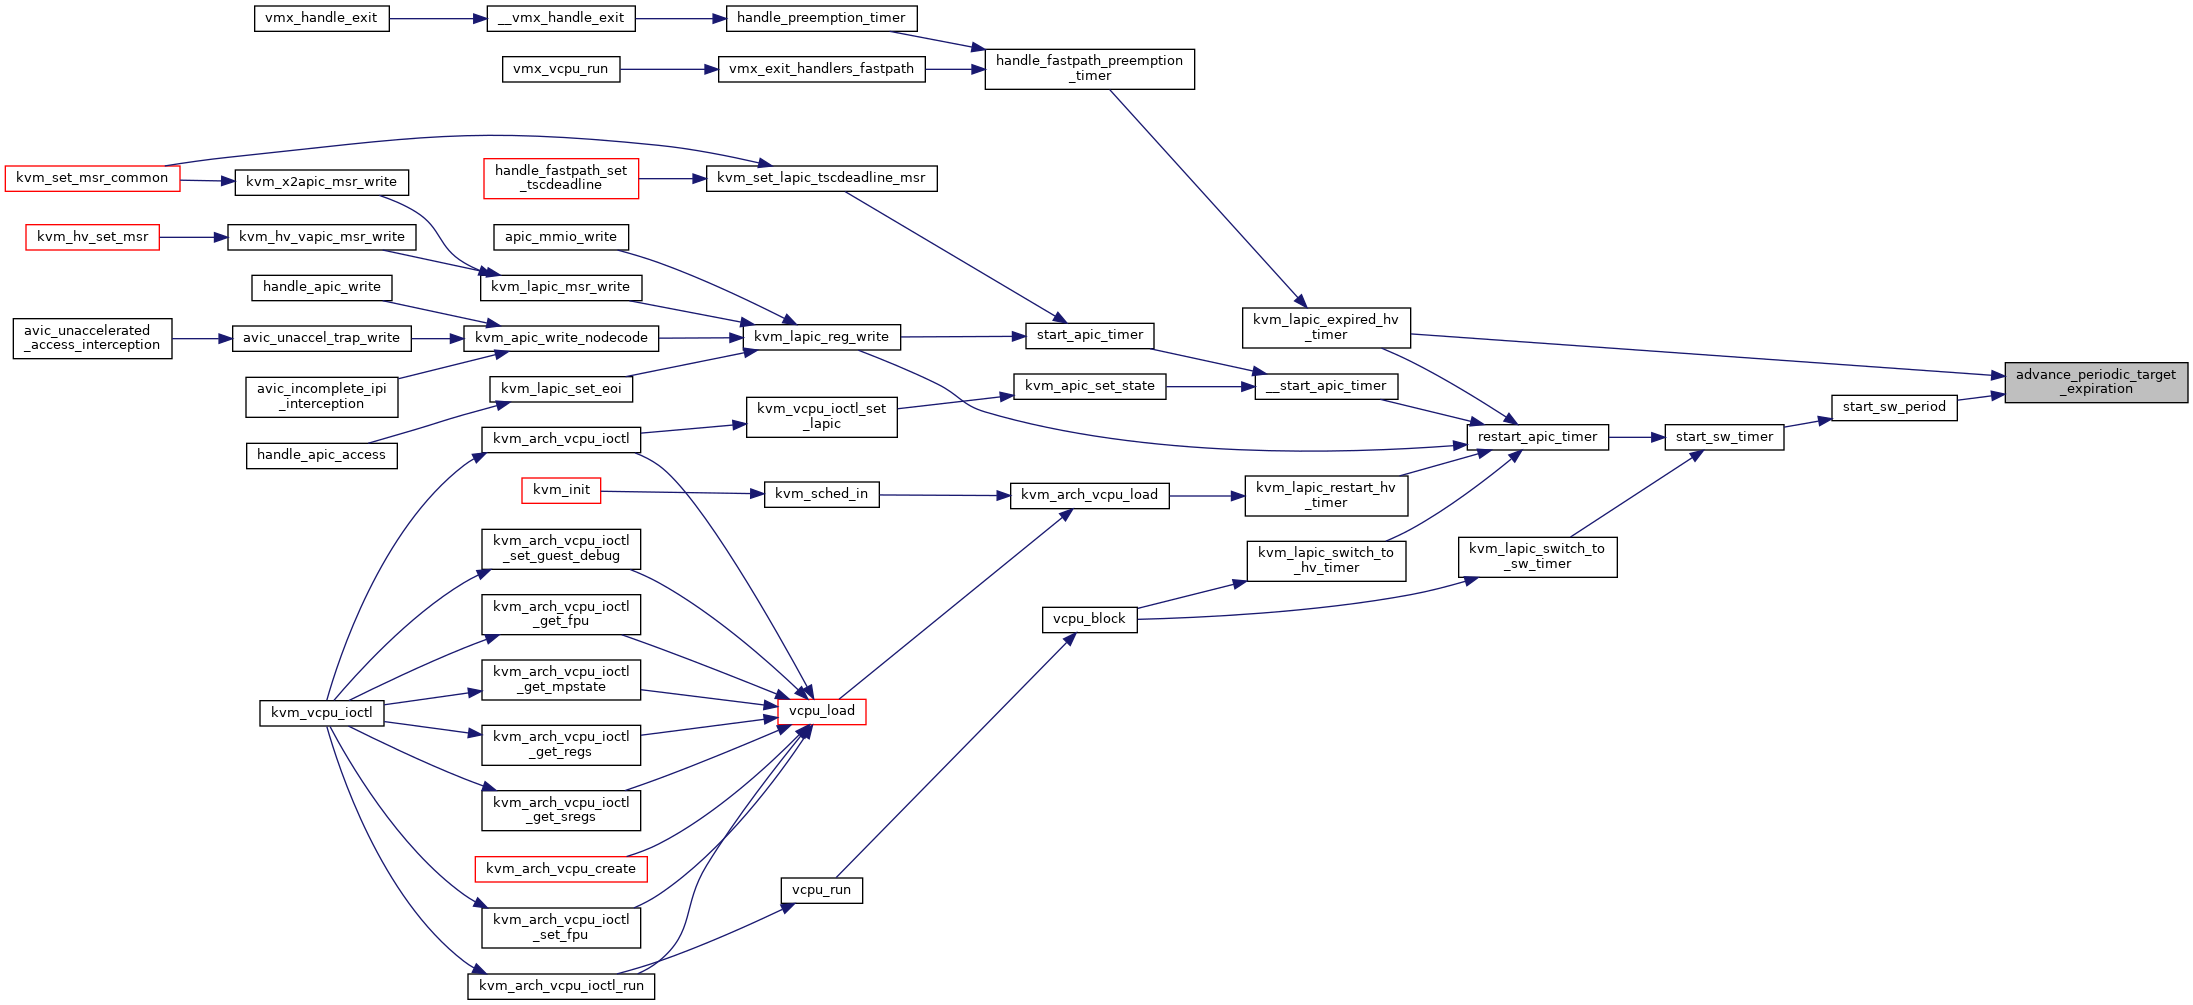 vmx_handle_exit
__vmx_handle_exit
handle_preemption_timer
vmx_vcpu_run
vmx_exit_handlers_fastpath
handle_fastpath_preemption
_timer
kvm_set_msr_common
kvm_x2apic_msr_write
handle_fastpath_set
_tscdeadline
kvm_set_lapic_tscdeadline_msr
kvm_hv_set_msr
kvm_hv_vapic_msr_write
apic_mmio_write
handle_apic_write
kvm_lapic_msr_write
avic_unaccelerated
_access_interception
avic_unaccel_trap_write
kvm_apic_write_nodecode
kvm_lapic_reg_write
start_apic_timer
kvm_lapic_expired_hv
_timer
avic_incomplete_ipi
_interception
kvm_lapic_set_eoi
kvm_apic_set_state
__start_apic_timer
advance_periodic_target
_expiration
kvm_vcpu_ioctl_set
_lapic
start_sw_period
handle_apic_access
kvm_arch_vcpu_ioctl
restart_apic_timer
start_sw_timer
kvm_init
kvm_sched_in
kvm_arch_vcpu_load
kvm_lapic_restart_hv
_timer
kvm_arch_vcpu_ioctl
_set_guest_debug
kvm_lapic_switch_to
_hv_timer
kvm_lapic_switch_to
_sw_timer
kvm_arch_vcpu_ioctl
_get_fpu
vcpu_block
kvm_arch_vcpu_ioctl
_get_mpstate
kvm_vcpu_ioctl
vcpu_load
kvm_arch_vcpu_ioctl
_get_regs
kvm_arch_vcpu_ioctl
_get_sregs
kvm_arch_vcpu_create
vcpu_run
kvm_arch_vcpu_ioctl
_set_fpu
kvm_arch_vcpu_ioctl_run